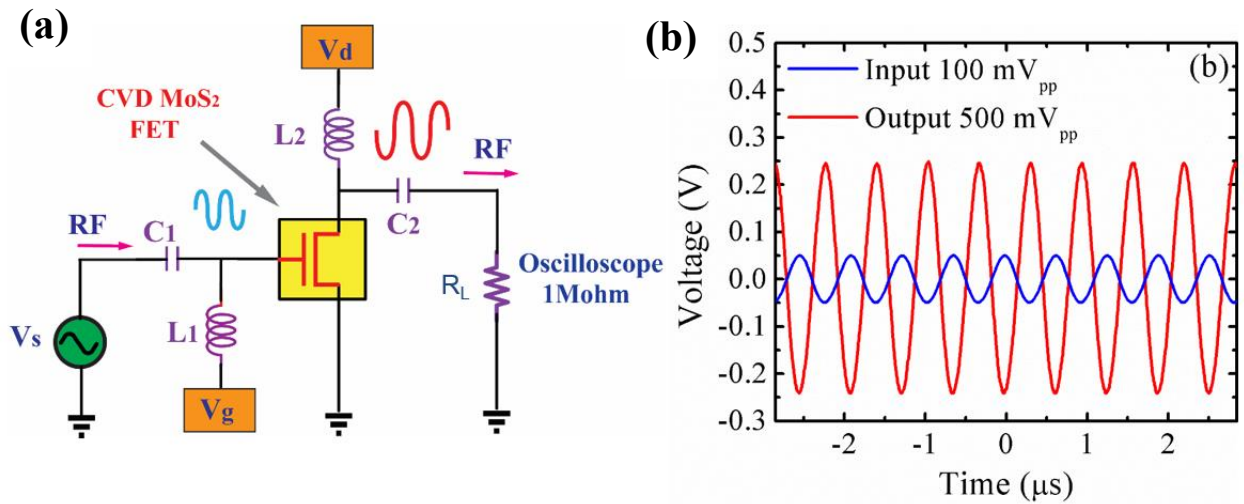 (a)
Vd
CVD MoS₂
FET
L2
RF
RF
C1
C2
Oscilloscope
1Mohm
RL
Vs
L1
Vg
(b)
(b)
Input 100 mVpp
Output 500 mVpp
Voltage (V)
0.5
0.4
0.3
0.2
0.1
0.0
-0.1
-0.2
-0.3
-2
-1
0
1
2
Time (μs)